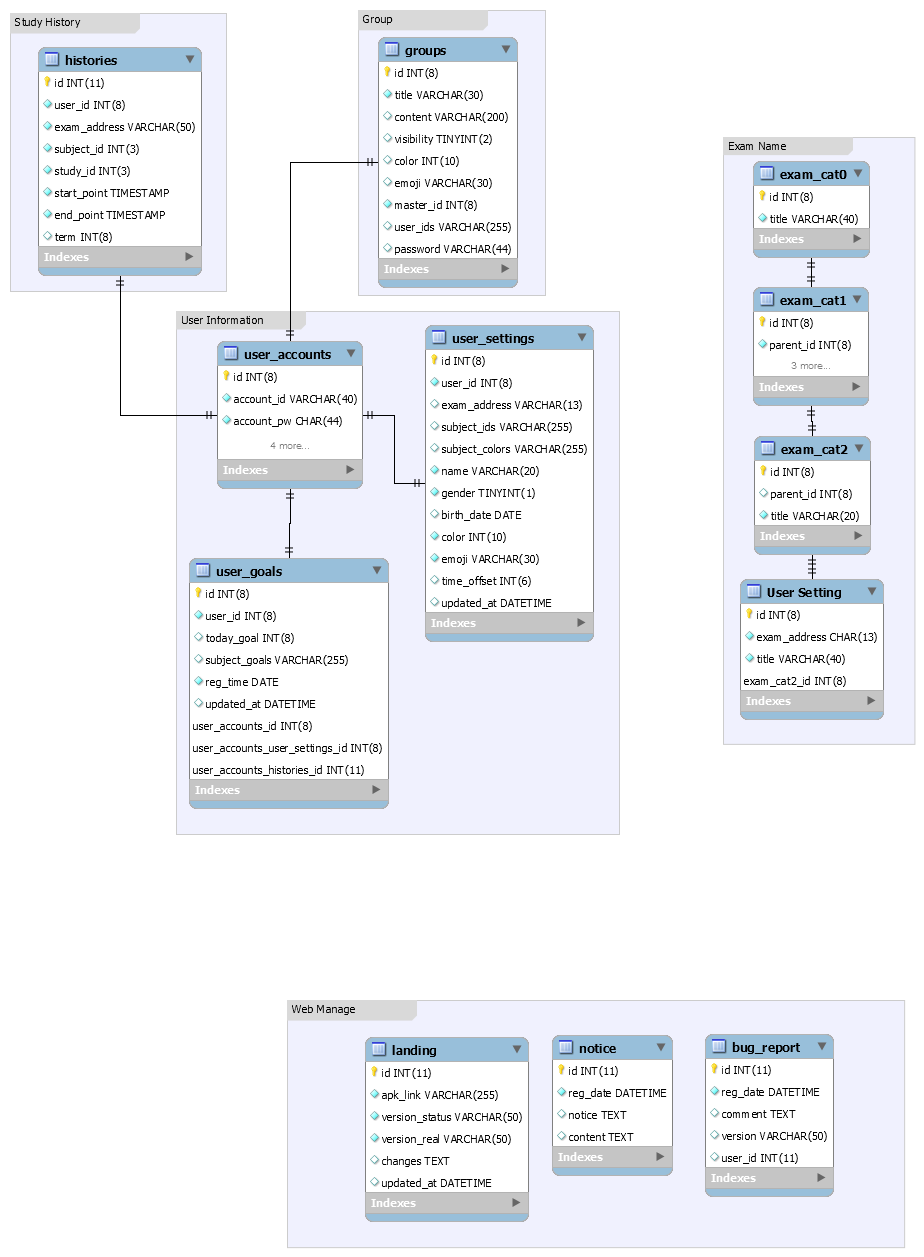 Study History
histories
id INT(11)
user_id INT(8)
exam_address VARCHAR(50)
subject_id INT(3)
study_id INT(3)
start_point TIMESTAMP
end_point TIMESTAMP
term INT(8)
Indexes
Group
groups
id INT(8)
title VARCHAR(30)
content VARCHAR(200)
visibility TINYINT(2)
color INT(10)
emoji VARCHAR(30)
master_id INT(8)
user_ids VARCHAR(255)
password VARCHAR(44)
Indexes
User Information
user_accounts
id INT(8)
account_id VARCHAR(40)
account_pw CHAR(44)
4 more...
Indexes
user_settings
id INT(8)
user_id INT(8)
exam_address VARCHAR(13)
subject_ids VARCHAR(255)
subject_colors VARCHAR(255)
name VARCHAR(20)
gender TINYINT(1)
birth_date DATE
color INT(10)
emoji VARCHAR(30)
time_offset INT(6)
updated_at DATETIME
Indexes
user_goals
id INT(8)
user_id INT(8)
today_goal INT(8)
subject_goals VARCHAR(255)
reg_time DATE
updated_at DATETIME
user_accounts_id INT(8)
user_accounts_user_settings_id INT(8)
user_accounts_histories_id INT(11)
Indexes
Exam Name
exam_cat0
id INT(8)
title VARCHAR(40)
Indexes
exam_cat1
id INT(8)
parent_id INT(8)
3 more...
Indexes
exam_cat2
id INT(8)
parent_id INT(8)
title VARCHAR(20)
Indexes
User Setting
id INT(8)
exam_address CHAR(13)
title VARCHAR(40)
exam_cat2_id INT(8)
Indexes
Web Manage
landing
id INT(11)
apk_link VARCHAR(255)
version_status VARCHAR(50)
version_real VARCHAR(50)
changes TEXT
updated_at DATETIME
Indexes
notice
id INT(11)
reg_date DATETIME
notice TEXT
content TEXT
Indexes
bug_report
id INT(11)
reg_date DATETIME
comment TEXT
version VARCHAR(50)
user_id INT(11)
Indexes